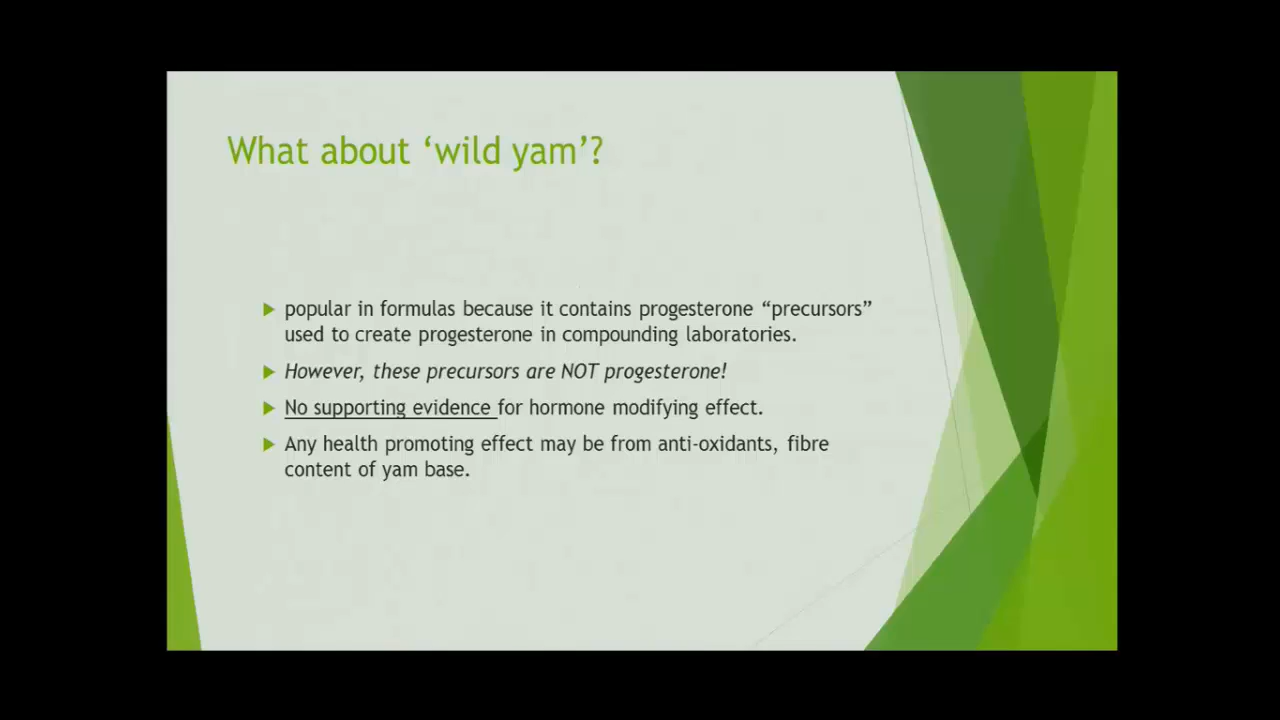 What about ‘wild yam’?
popular in formulas because it contains progesterone “precursors”
used to create progesterone in compounding laboratories.
However, these precursors are NOT progesterone!
No supporting evidence for hormone modifying effect.
Any health promoting effect may be from anti-oxidants, fibre
content of yam base.